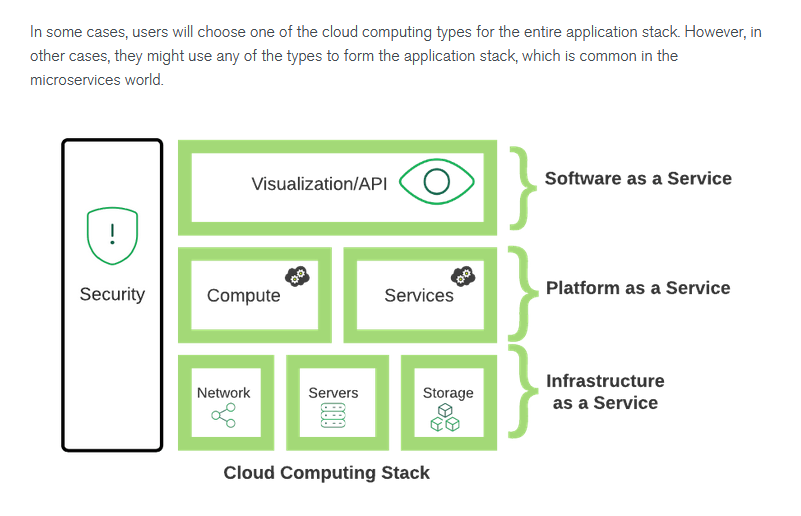 In some cases, users will choose one of the cloud computing types for the entire application stack. However, in
other cases, they might use any of the types to form the application stack, which is common in the
microservices world.
Visualization/API
Software as a Service
Security
Compute
Services
Platform as a Service
Network
Servers
Storage
Infrastructure
as a Service
Cloud Computing Stack